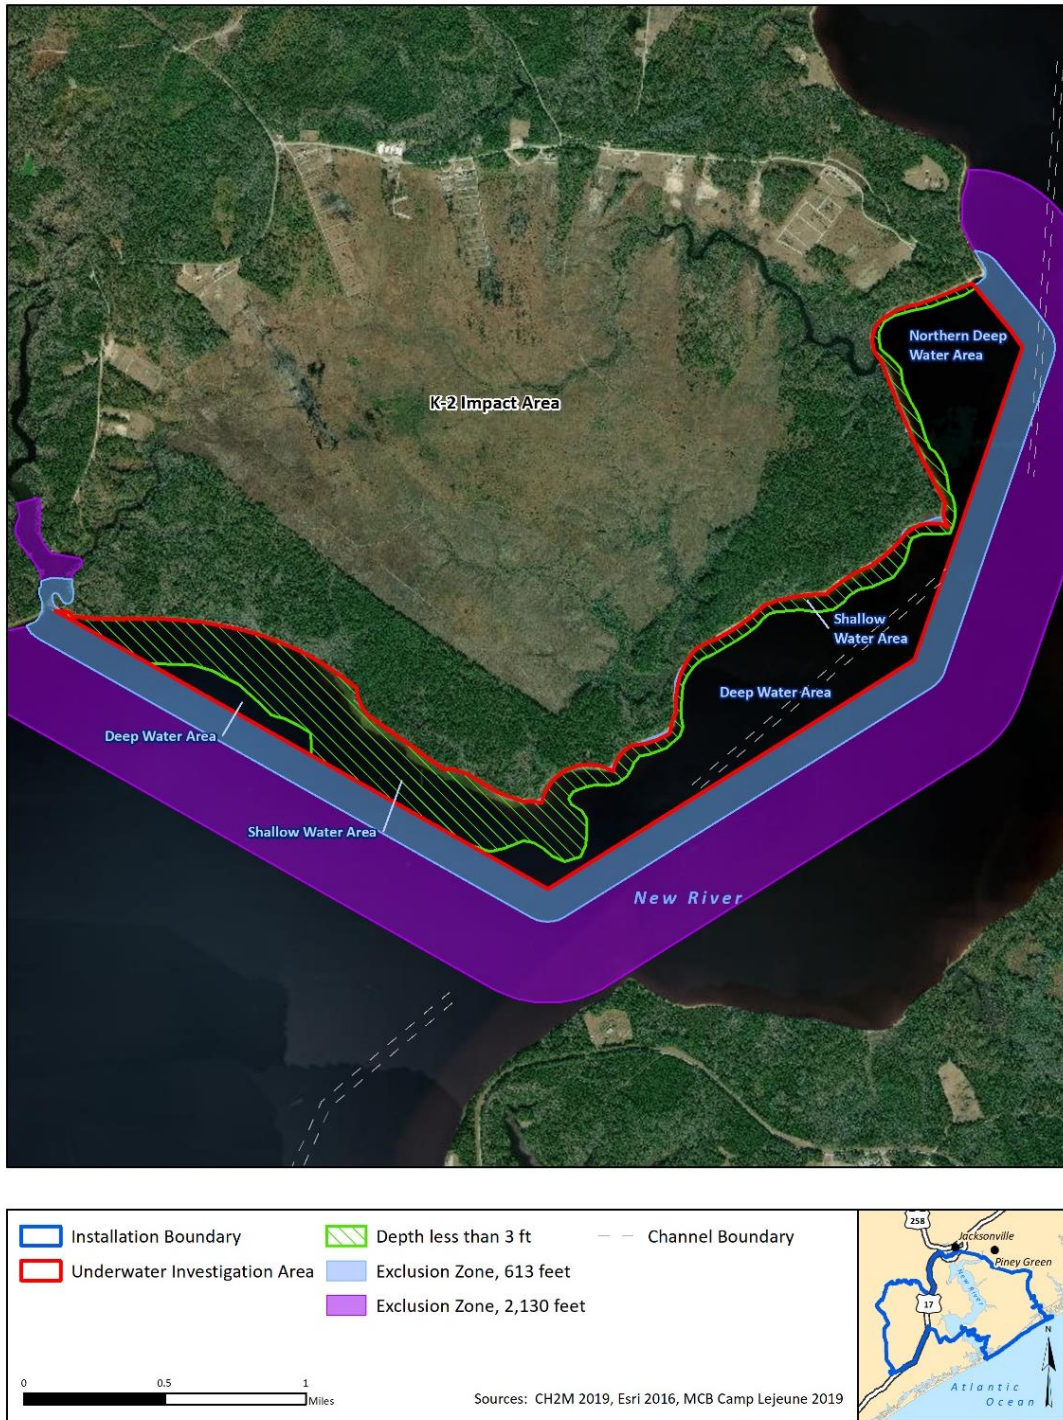 Northern Deep
Water Area
K-2 Impact Area
Shallow
Water Area
Deep Water Area
Deep Water Area
Shallow Water Area
New River
Installation Boundary
Underwater Investigation Area
Depth less than 3 ft
Exclusion Zone, 613 feet
Exclusion Zone, 2,130 feet
Channel Boundary
0 0.5 1
Miles
Sources: CH2M 2019, Esri 2016, MCB Camp Lejeune 2019
258
Jacksonville
Piney Green
New River
17
N
Atlantic
Ocean